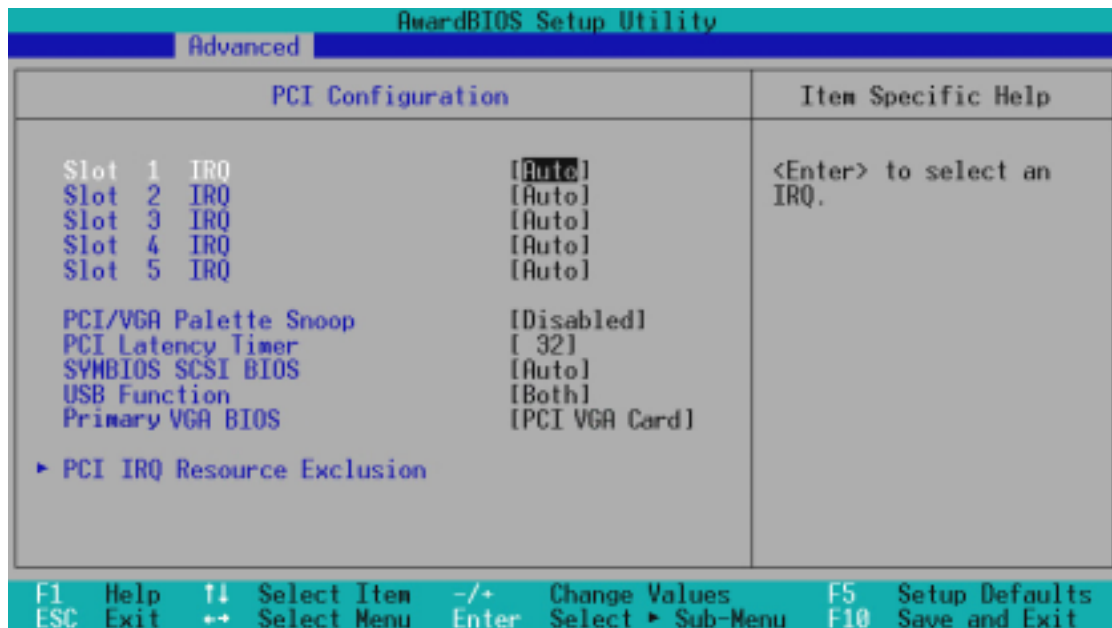 AwardBIOS Setup Utility
Advanced
PCI Configuration
Item Specific Help
Slot 1 IRQ [Auto]
Slot 2 IRQ [Auto]
Slot 3 IRQ [Auto]
Slot 4 IRQ [Auto]
Slot 5 IRQ [Auto]
PCI/VGA Palette Snoop [Disabled]
PCI Latency Timer [ 32]
SYMBIOS SCSI BIOS [Auto]
USB Function [Both]
Primary VGA BIOS [PCI VGA Card]
▸ PCI IRQ Resource Exclusion
<Enter> to select an
IRQ.
F1 Help ↑↓ Select Item -/+ Change Values F5 Setup Defaults
ESC Exit ←→ Select Menu Enter Select ▸ Sub-Menu F10 Save and Exit